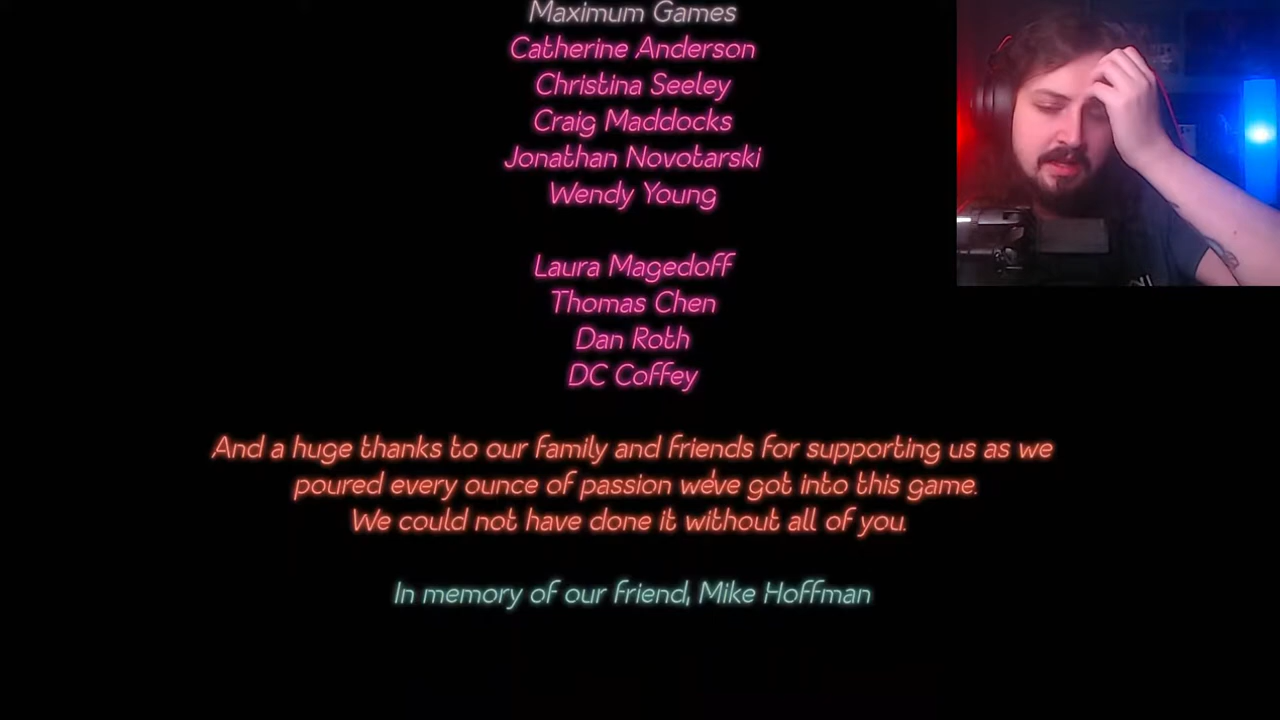 Maximum Games
Catherine Anderson
Christina Seeley
Craig Maddocks
Jonathan Novotarski
Wendy Young
Laura Magedoff
Thomas Chen
Dan Roth
DC Coffey
And a huge thanks to our family and friends for supporting us as we
poured every ounce of passion we've got into this game.
We could not have done it without all of you.
In memory of our friend, Mike Hoffman